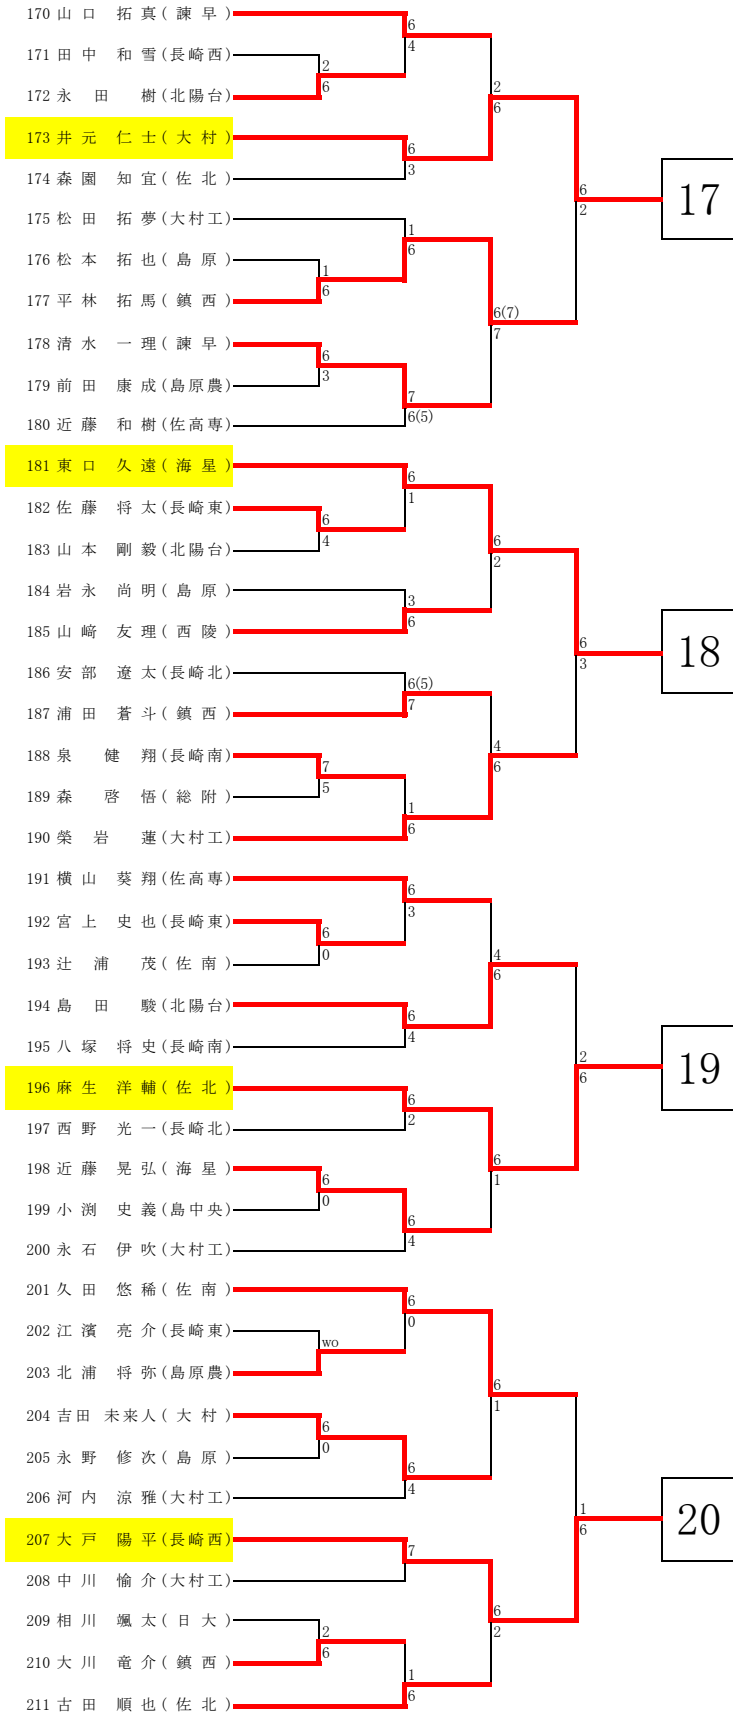 170 山口 拓真(諫早)
6
4
171 田中 和雪(長崎西)
2
6
172 永田 樹(北陽台)
2
6
173 井元 仁士(大村)
6
3
174 森園 知宜(佐北)
6
2
17
175 松田 拓夢(大村工)
1
6
176 松本 拓也(島原)
1
6
177 平林 拓馬(鎮西)
6(7)
7
178 清水 一理(諫早)
6
3
179 前田 康成(島原農)
7
6(5)
180 近藤 和樹(佐高専)
181 東口 久遠(海星)
6
1
182 佐藤 将太(長崎東)
6
4
183 山本 剛毅(北陽台)
6
2
184 岩永 尚明(島原)
3
6
185 山﨑 友理(西陵)
6
3
18
186 安部 遼太(長崎北)
6(5)
7
187 浦田 蒼斗(鎮西)
4
6
188 泉 健翔(長崎南)
7
5
189 森 啓悟(総附)
1
6
190 榮岩 蓮(大村工)
191 横山 葵翔(佐高専)
6
3
192 宮上 史也(長崎東)
6
0
193 辻浦 茂(佐南)
4
6
194 島田 駿(北陽台)
6
4
195 八塚 将史(長崎南)
2
6
19
196 麻生 洋輔(佐北)
6
2
197 西野 光一(長崎北)
6
1
198 近藤 晃弘(海星)
6
0
199 小渕 史義(島中央)
6
4
200 永石 伊吹(大村工)
201 久田 悠稀(佐南)
6
0
202 江濱 亮介(長崎東)
wo
203 北浦 将弥(島原農)
6
1
204 吉田 未来人(大村)
6
0
205 永野 修次(島原)
6
4
206 河内 涼雅(大村工)
1
6
20
207 大戸 陽平(長崎西)
7
208 中川 愉介(大村工)
6
2
209 相川 颯太(日大)
2
6
210 大川 竜介(鎮西)
1
6
211 古田 順也(佐北)